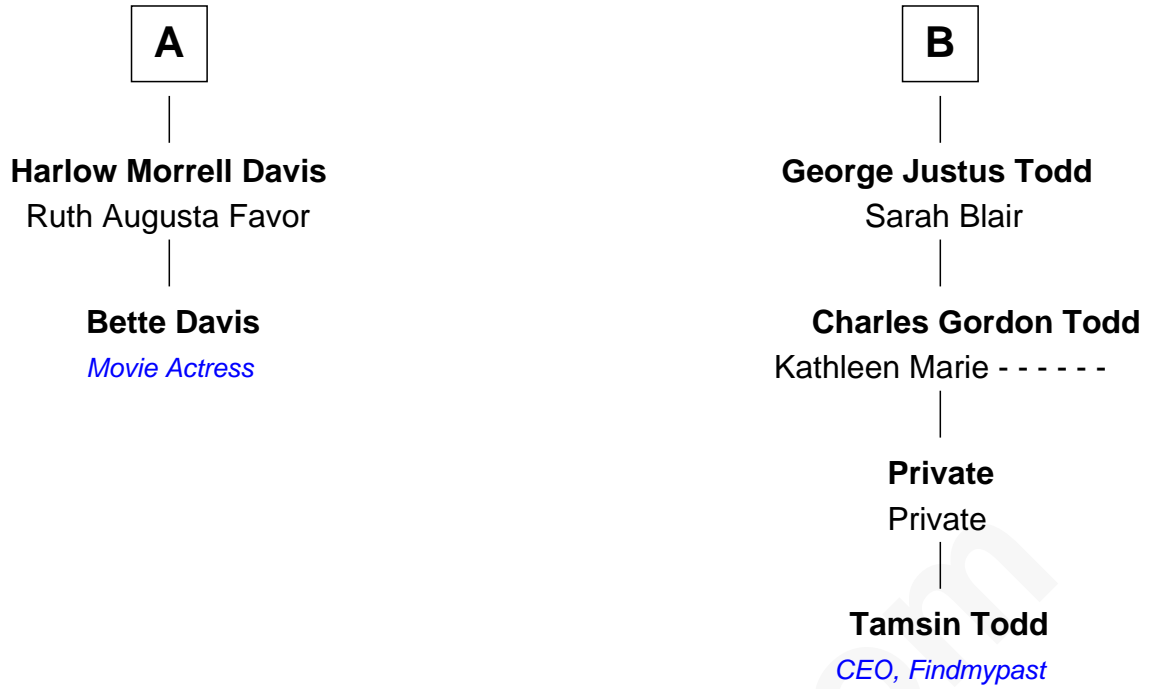 A
Harlow Morrell Davis
Ruth Augusta Favor
Bette Davis
Movie Actress
B
George Justus Todd
Sarah Blair
Charles Gordon Todd
Kathleen Marie - - - - - -
Private
Private
Tamsin Todd
CEO, Findmypast